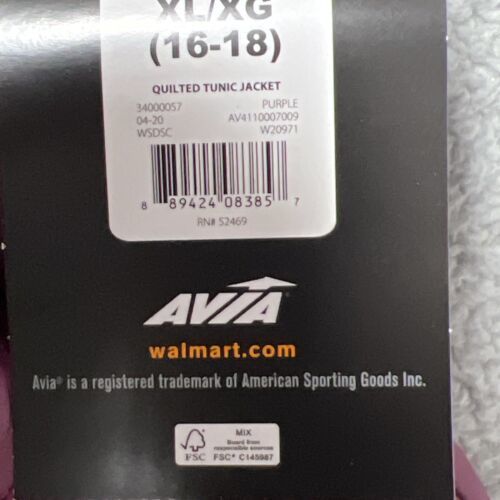 XL/XG
(16-18)
QUILTED TUNIC JACKET
34000057 PURPLE
04-20 AV4110007009
WSDSC W20971
8 89424 08385 7
RN# 52469
AVIA®
walmart.com
Avia® is a registered trademark of American Sporting Goods Inc.
MIX
Board from
responsible sources
FSC® C145987
FSC